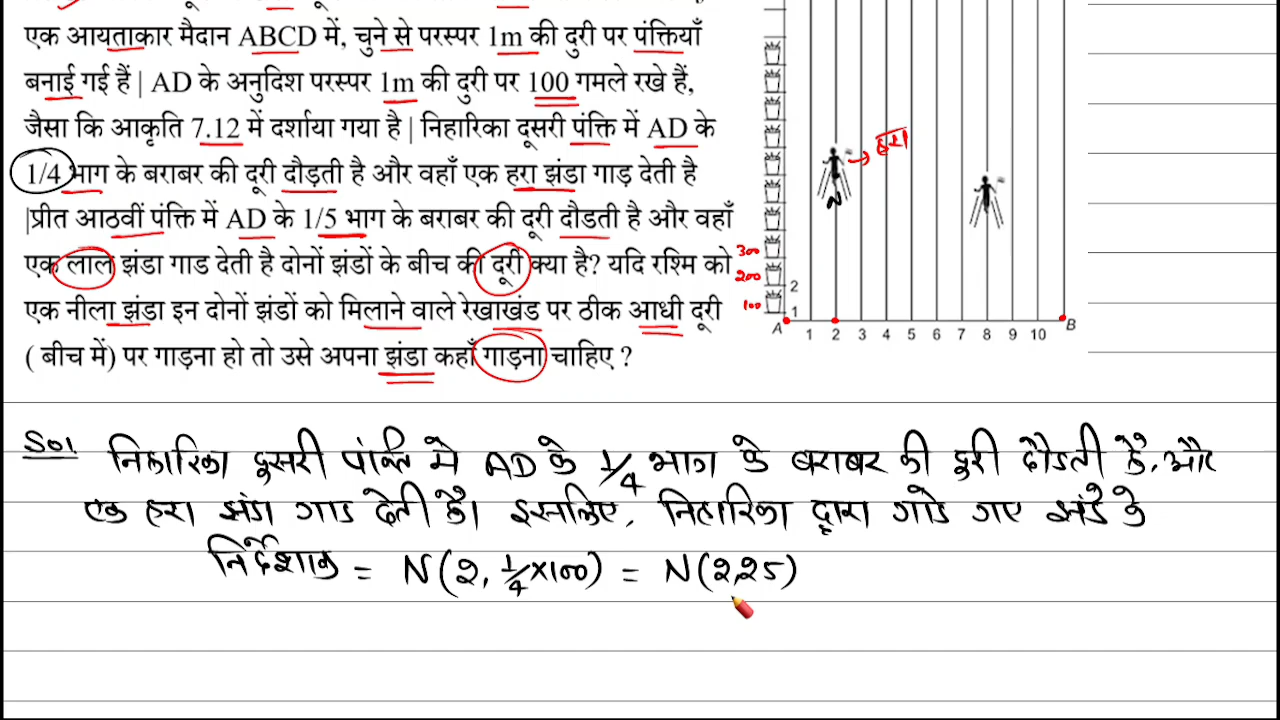 एक आयताकार मैदान ABCD में, चुने से परस्पर 1m की दुरी पर पंक्तियाँ
बनाई गई हैं | AD के अनुदिश परस्पर 1m की दुरी पर 100 गमले रखे हैं,
जैसा कि आकृति 7.12 में दर्शाया गया है | निहारिका दूसरी पंक्ति में AD के
1/4 भाग के बराबर की दूरी दौड़ती है और वहाँ एक हरा झंडा गाड़ देती है
|प्रीत आठवीं पंक्ति में AD के 1/5 भाग के बराबर की दूरी दौडती है और वहाँ
एक लाल झंडा गाड देती है दोनों झंडों के बीच की दूरी क्या है? यदि रश्मि को
एक नीला झंडा इन दोनों झंडों को मिलाने वाले रेखाखंड पर ठीक आधी दूरी
( बीच में) पर गाड़ना हो तो उसे अपना झंडा कहाँ गाड़ना चाहिए ?
हरा
N
300
200
100
2
1
A
1 2 3 4 5 6 7 8 9 10
B
Sol निहारिका दूसरी पंक्ति मे AD के 1/4 भाग के बराबर की दूरी दौडती है, और
एक हरा झंडा गाड देती है। इसलिए, निहारिका द्वारा गाडे गए झंडे के
निर्देशांक = N(2, 1/4×100) = N(2,25)